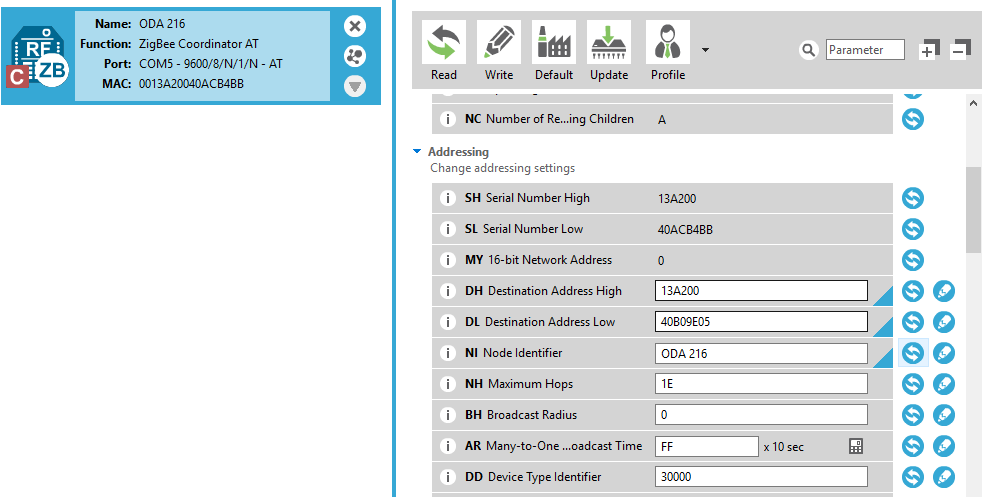 Name: ODA 216
Function: ZigBee Coordinator AT
Port: COM5 - 9600/8/N/1/N - AT
MAC: 0013A20040ACB4BB
RF
ZB
C
Read Write Default Update Profile
Parameter
NC Number of Re...ing Children A
Addressing
Change addressing settings
i SH Serial Number High 13A200
i SL Serial Number Low 40ACB4BB
i MY 16-bit Network Address 0
i DH Destination Address High 13A200
i DL Destination Address Low 40B09E05
i NI Node Identifier ODA 216
i NH Maximum Hops 1E
i BH Broadcast Radius 0
i AR Many-to-One ...oadcast Time FF x 10 sec
i DD Device Type Identifier 30000